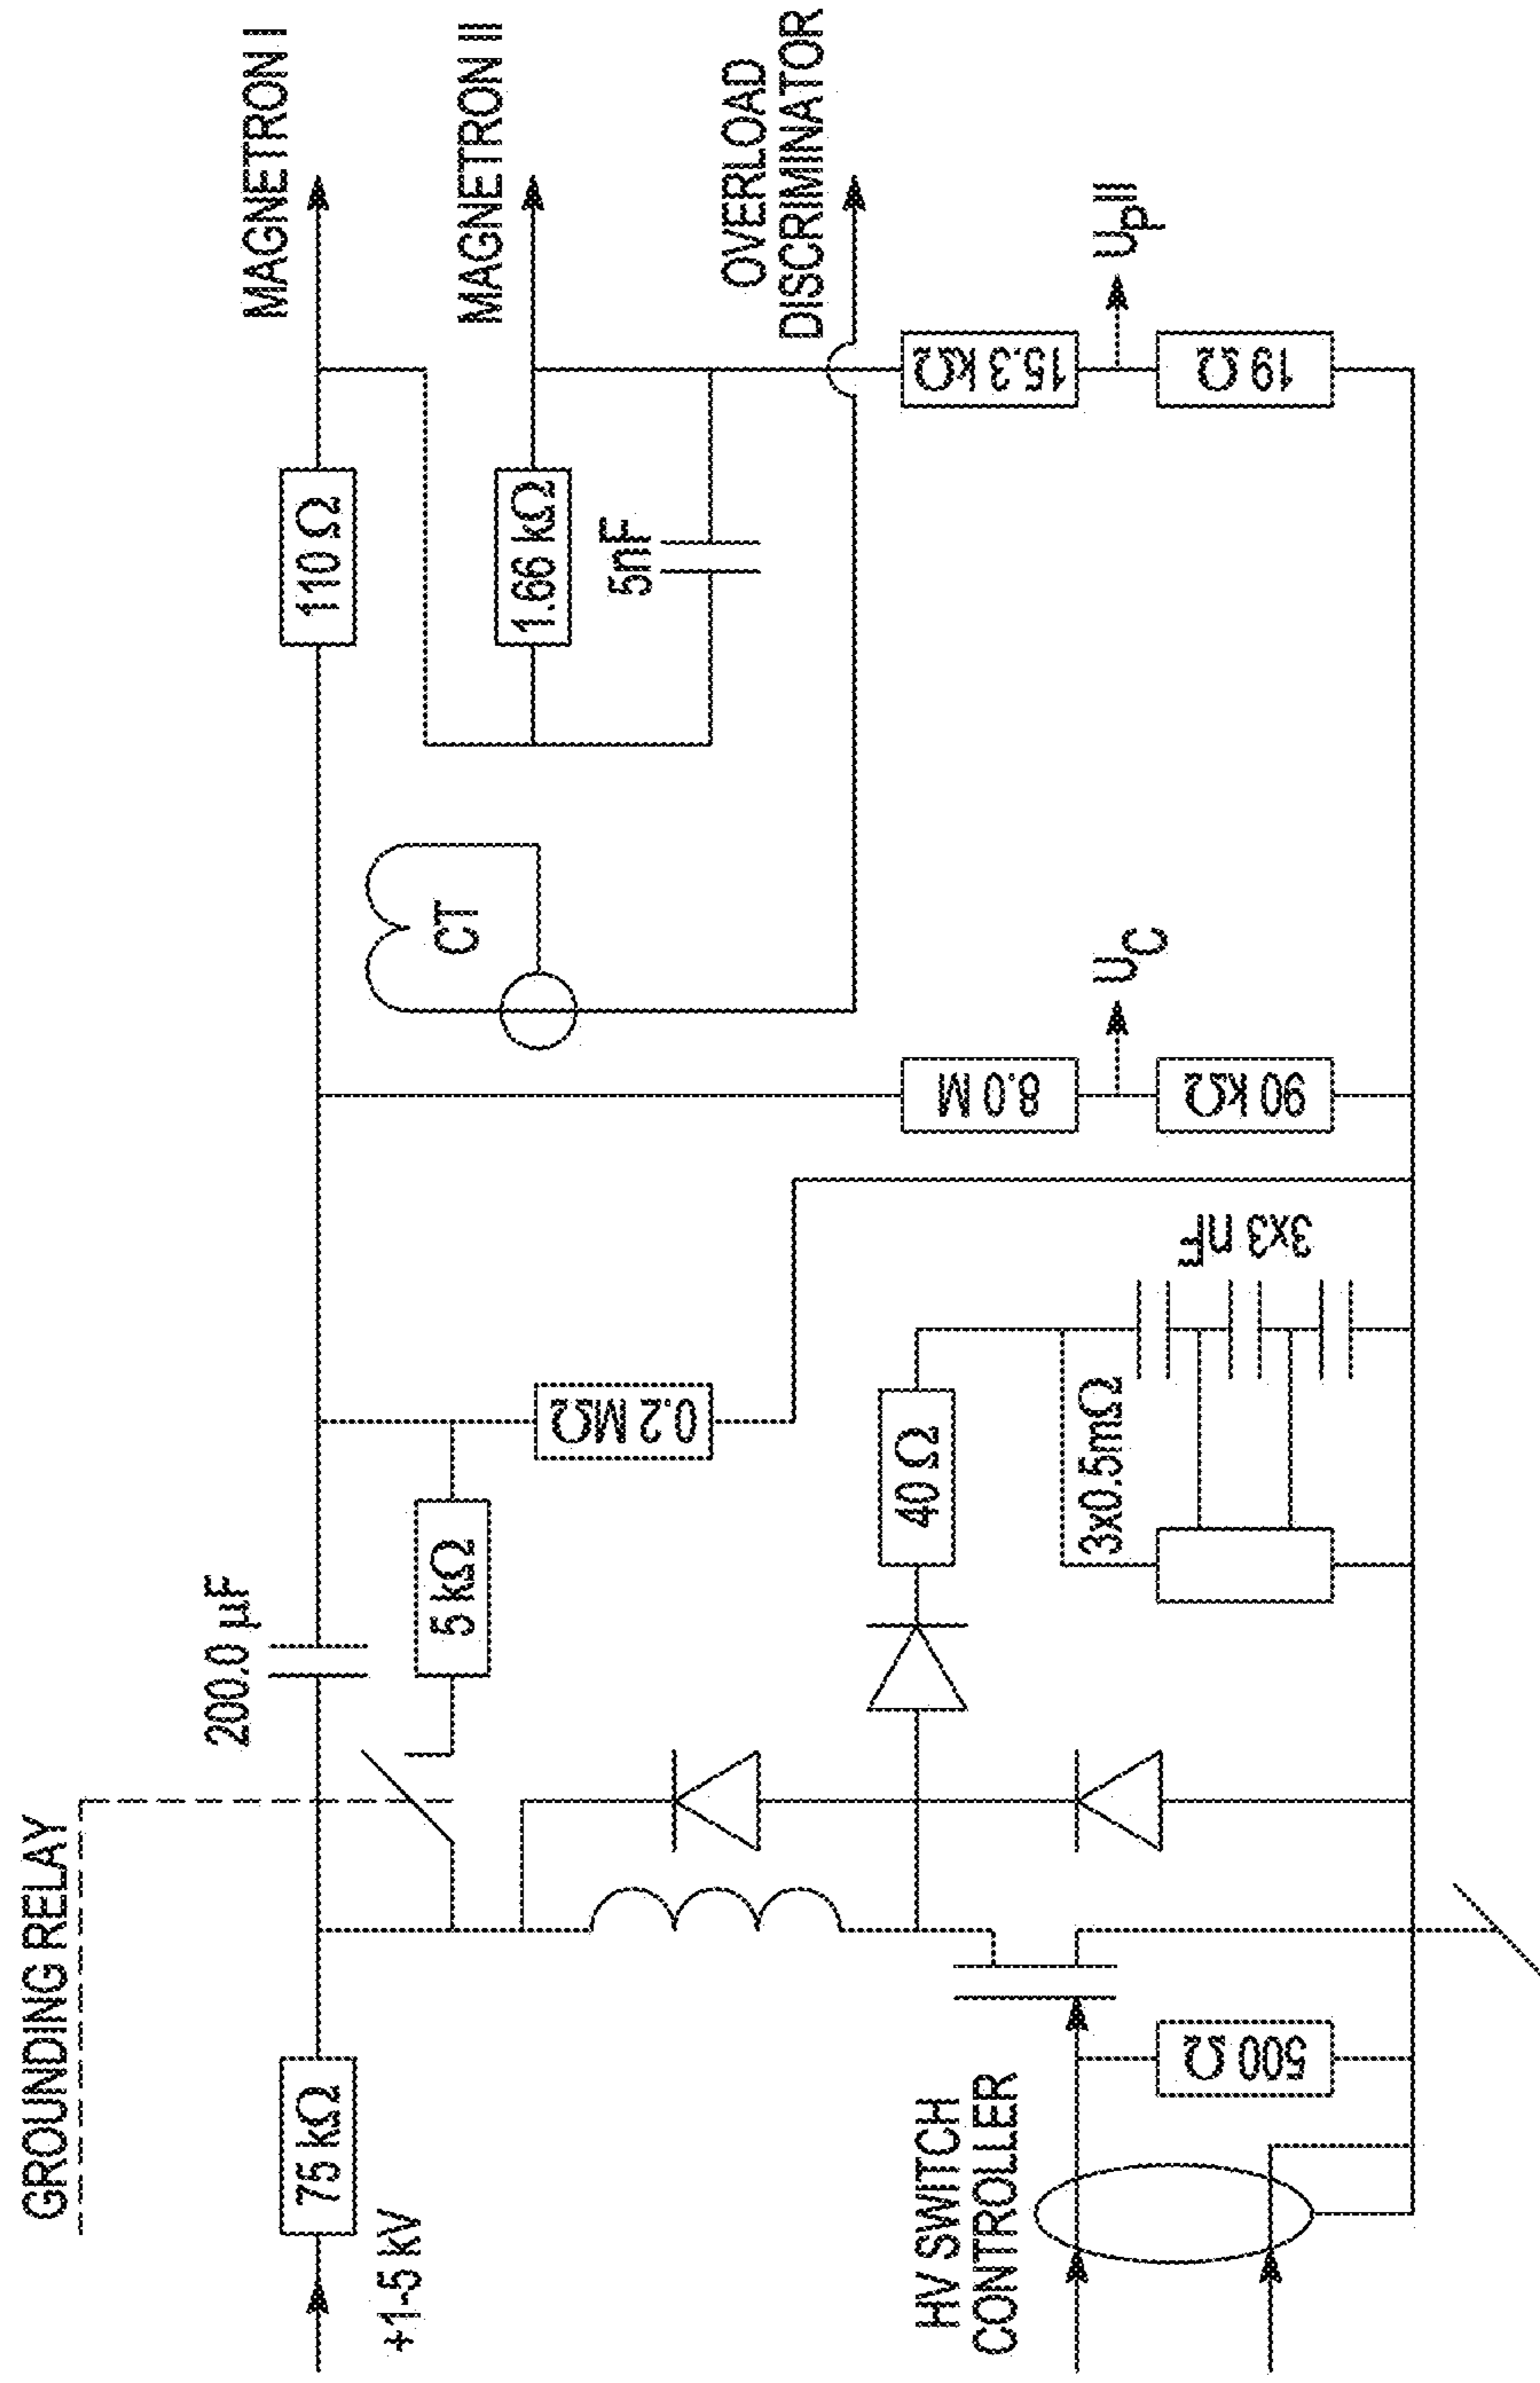 GROUNDING RELAY
200.0 µF
MAGNETRON I
75 kΩ
110 Ω
+1-5 kV
5 kΩ
CT
MAGNETRON II
1.66 kΩ
5nF
0.2 MΩ
OVERLOAD
DISCRIMINATOR
HV SWITCH
CONTROLLER
40 Ω
8.0 M
15.3 kΩ
3x0.5mΩ
UC
UpII
500 Ω
3x3 nF
90 kΩ
19 Ω